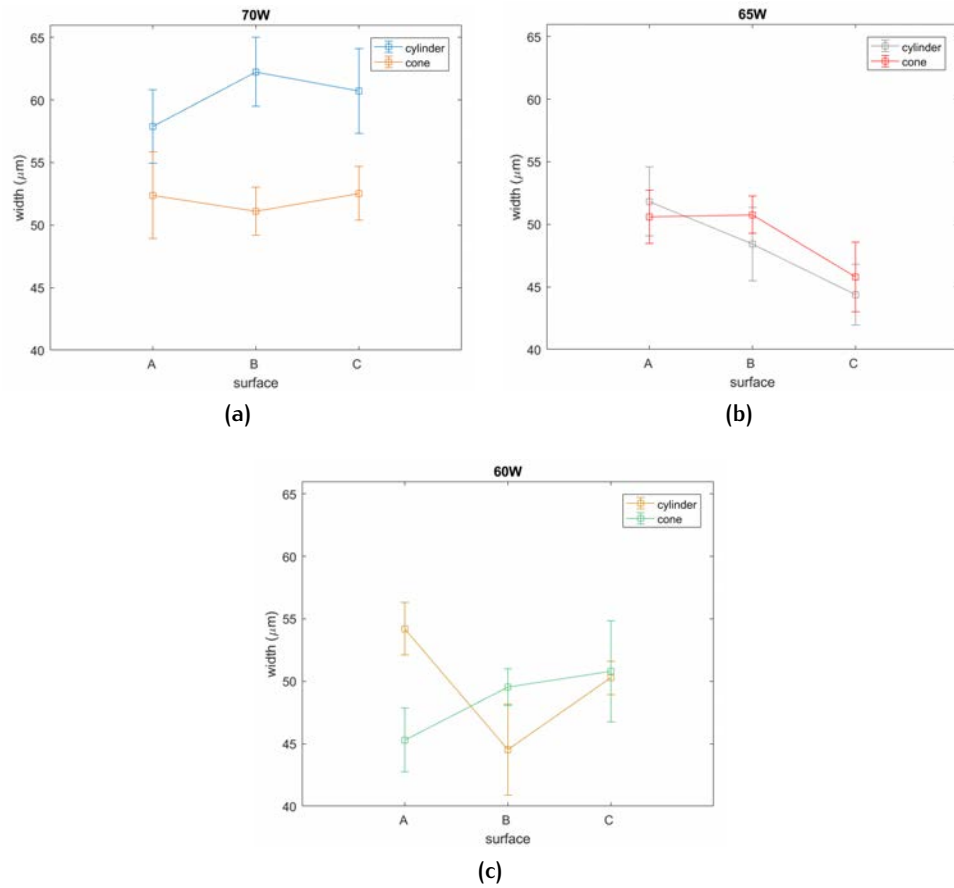 70W
65
60
55
50
45
40
width (μm)
cylinder
cone
A B C
surface
(a)
65W
65
60
55
50
45
40
width (μm)
cylinder
cone
A B C
surface
(b)
60W
65
60
55
50
45
40
width (μm)
cylinder
cone
A B C
surface
(c)